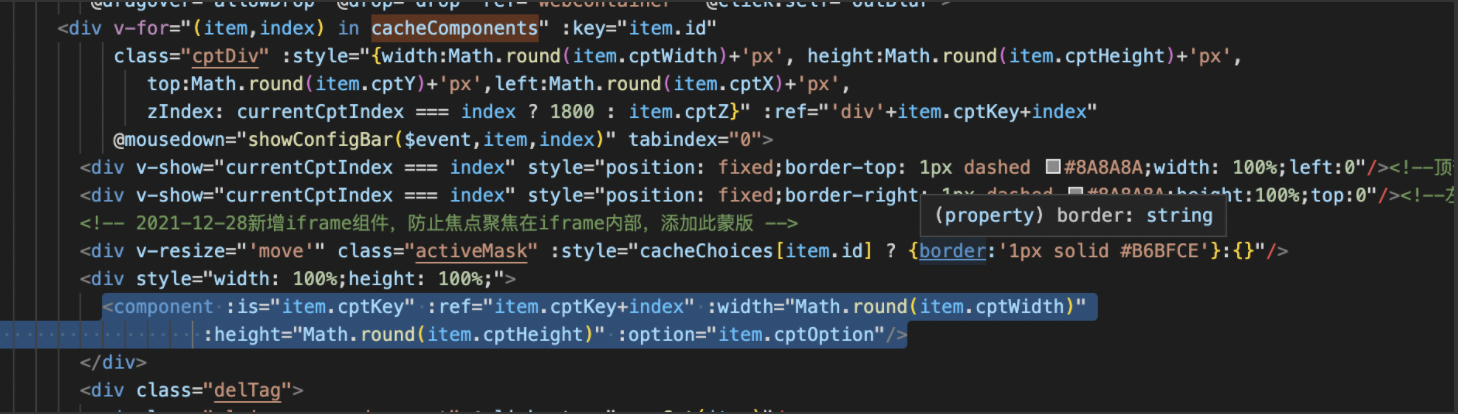 @dragover="allowDrop" @drop="drop" ref="webContainer" @click.self="outBlur">
<div v-for="(item,index) in cacheComponents" :key="item.id"
class="cptDiv" :style="{width:Math.round(item.cptWidth)+'px', height:Math.round(item.cptHeight)+'px',
top:Math.round(item.cptY)+'px',left:Math.round(item.cptX)+'px',
zIndex: currentCptIndex === index ? 1800 : item.cptZ}" :ref="'div'+item.cptKey+index"
@mousedown="showConfigBar($event,item,index)" tabindex="0">
<div v-show="currentCptIndex === index" style="position: fixed;border-top: 1px dashed #8A8A8A;width: 100%;left:0"/><!--顶
<div v-show="currentCptIndex === index" style="position: fixed;border-right: 1px dashed #8A8A8A;height:100%;top:0"/><!--左
(property) border: string
<!-- 2021-12-28新增iframe组件，防止焦点聚焦在iframe内部，添加此蒙版 -->
<div v-resize="'move'" class="activeMask" :style="cacheChoices[item.id] ? {border:'1px solid #B6BFCE'}:{}"/>
<div style="width: 100%;height: 100%;">
<component :is="item.cptKey" :ref="item.cptKey+index" :width="Math.round(item.cptWidth)"
:height="Math.round(item.cptHeight)" :option="item.cptOption"/>
</div>
<div class="delTag">